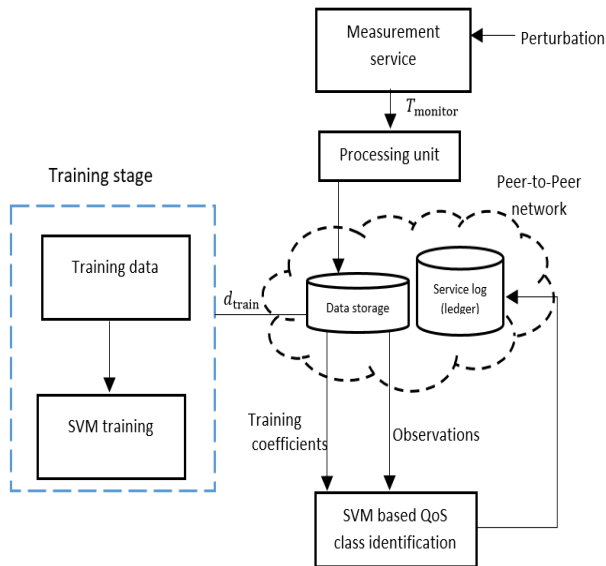 Measurement
service
Perturbation
T_monitor
Processing unit
Training stage
Peer-to-Peer
network
Training data
d_train
Data storage
Service log
(ledger)
SVM training
Training
coefficients
Observations
SVM based QoS
class identification